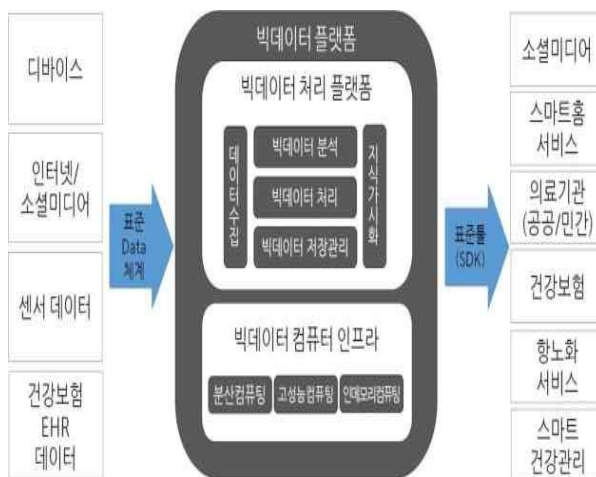 디바이스
인터넷/
소셜미디어
센서 데이터
건강보험
EHR
데이터
표준
Data
체계
빅데이터 플랫폼
빅데이터 처리 플랫폼
데이터수집
빅데이터 분석
빅데이터 처리
빅데이터 저장관리
지식가시화
빅데이터 컴퓨터 인프라
분산컴퓨팅
고성능컴퓨팅
인메모리컴퓨팅
표준툴
(SDK)
소셜미디어
스마트홈
서비스
의료기관
(공공/민간)
건강보험
항노화
서비스
스마트
건강관리